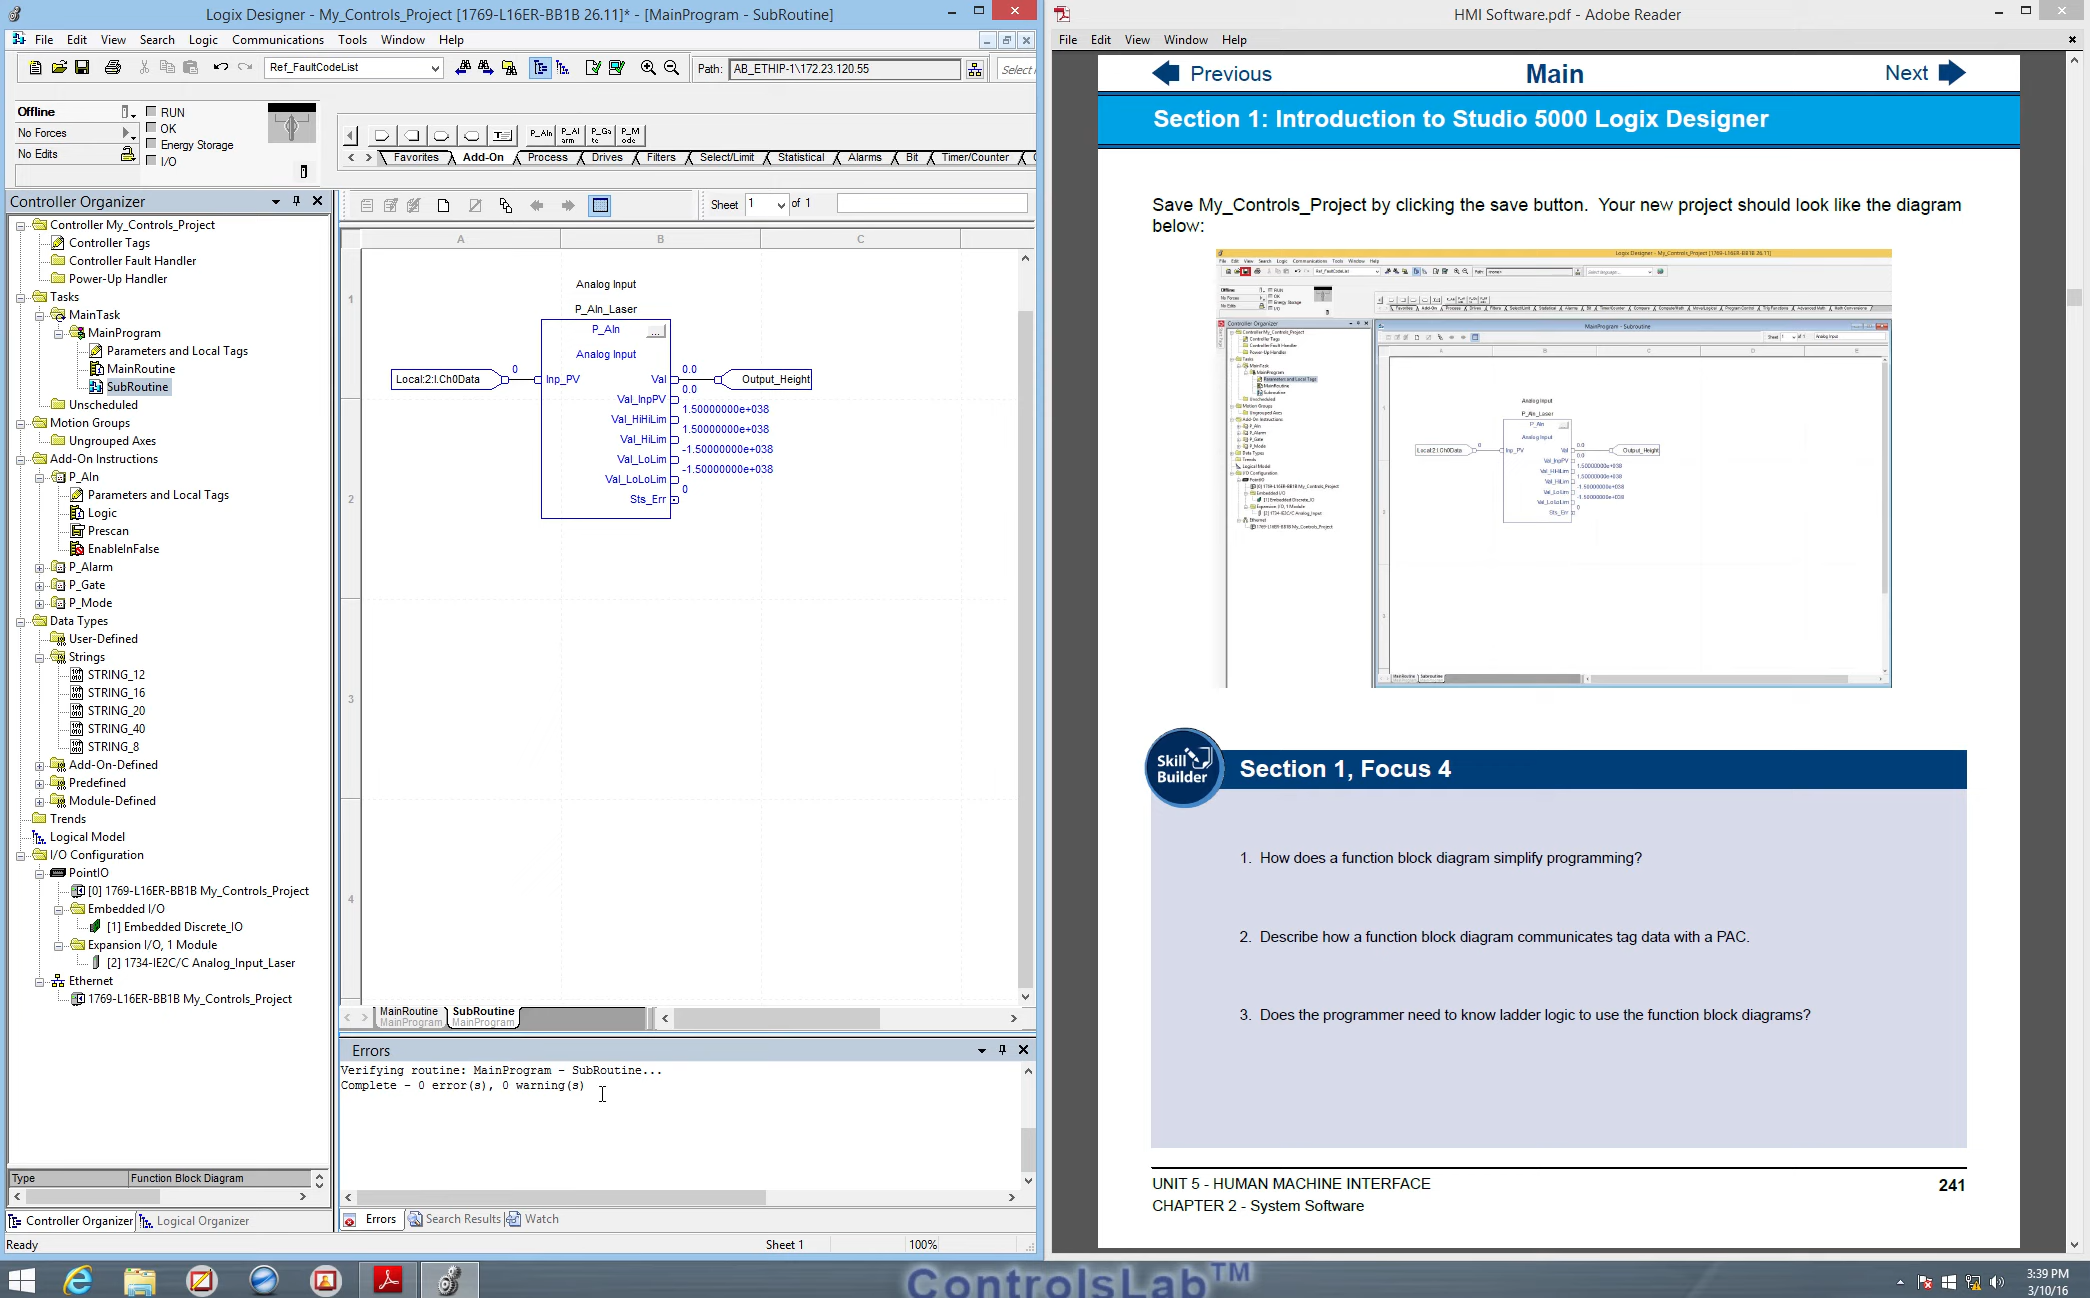 Logix Designer - My_Controls_Project [1769-L16ER-BB1B 26.11]* - [MainProgram - SubRoutine]
File Edit View Search Logic Communications Tools Window Help
Ref_FaultCodeList
Path: AB_ETHIP-1\172.23.120.55
Select
Offline
No Forces
No Edits
RUN
OK
Energy Storage
I/O
P_AIn P_Al arm P_Ga te P_M ode
Favorites Add-On Process Drives Filters Select/Limit Statistical Alarms Bit Timer/Counter
Controller Organizer
Controller My_Controls_Project
Controller Tags
Controller Fault Handler
Power-Up Handler
Tasks
MainTask
MainProgram
Parameters and Local Tags
MainRoutine
SubRoutine
Unscheduled
Motion Groups
Ungrouped Axes
Add-On Instructions
P_AIn
Parameters and Local Tags
Logic
Prescan
EnableInFalse
P_Alarm
P_Gate
P_Mode
Data Types
User-Defined
Strings
STRING_12
STRING_16
STRING_20
STRING_40
STRING_8
Add-On-Defined
Predefined
Module-Defined
Trends
Logical Model
I/O Configuration
PointIO
[0] 1769-L16ER-BB1B My_Controls_Project
Embedded I/O
[1] Embedded Discrete_IO
Expansion I/O, 1 Module
[2] 1734-IE2C/C Analog_Input_Laser
Ethernet
1769-L16ER-BB1B My_Controls_Project
Type Function Block Diagram
Controller Organizer Logical Organizer
Sheet 1 of 1
A B C
1
2
3
4
Analog Input
P_AIn_Laser
P_AIn
...
Analog Input
Local:2:I.Ch0Data
0
Inp_PV
Val
0.0
Output_Height
0.0
Val_InpPV
1.50000000e+038
Val_HiHiLim
1.50000000e+038
Val_HiLim
-1.50000000e+038
Val_LoLim
-1.50000000e+038
Val_LoLoLim
0
Sts_Err
MainRoutine SubRoutine
MainProgram MainProgram
Errors
Verifying routine: MainProgram - SubRoutine...
Complete - 0 error(s), 0 warning(s)
Errors Search Results Watch
Ready
Sheet 1
100%
HMI Software.pdf - Adobe Reader
File Edit View Window Help
Previous Main Next
Section 1: Introduction to Studio 5000 Logix Designer
Save My_Controls_Project by clicking the save button. Your new project should look like the diagram
below:
Skill
Builder
Section 1, Focus 4
1. How does a function block diagram simplify programming?
2. Describe how a function block diagram communicates tag data with a PAC.
3. Does the programmer need to know ladder logic to use the function block diagrams?
UNIT 5 - HUMAN MACHINE INTERFACE
CHAPTER 2 - System Software
241
ControlsLab™
3:39 PM
3/10/16